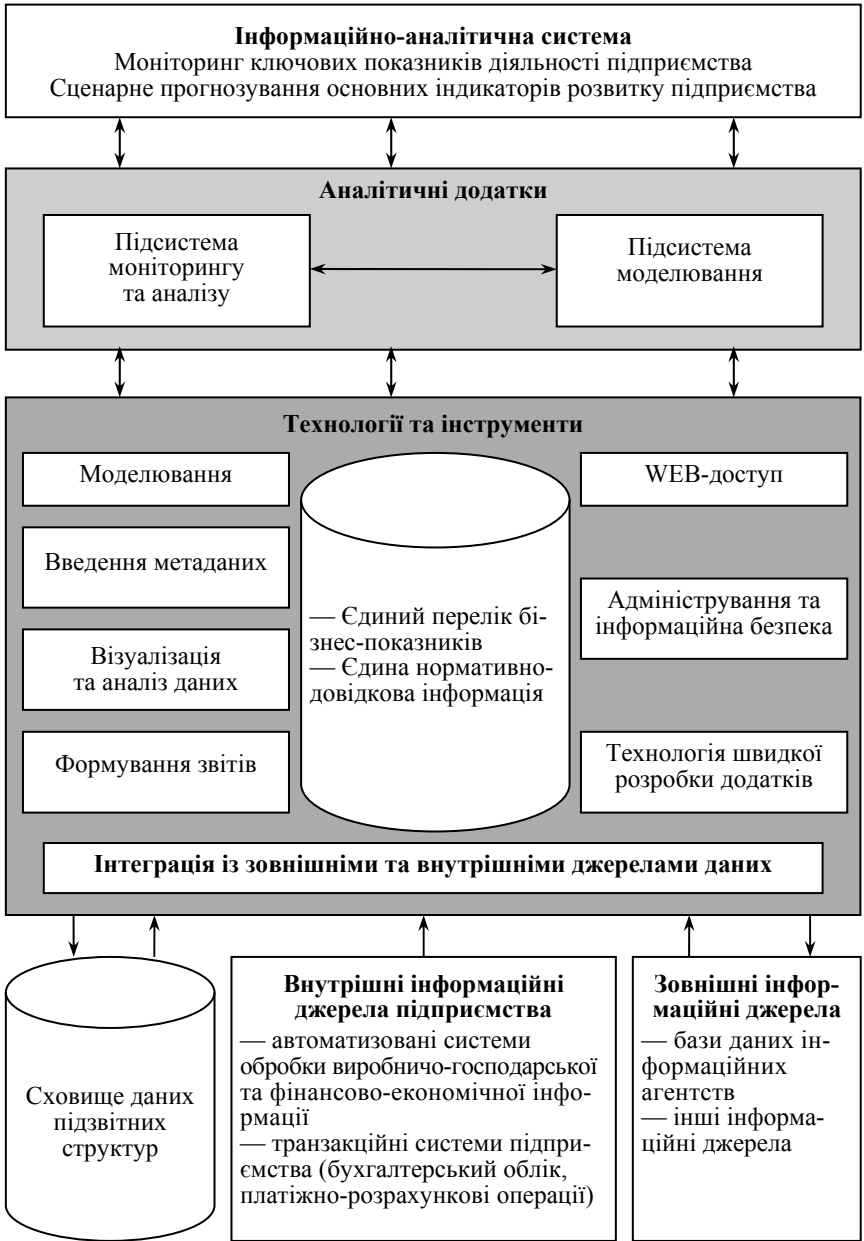 Інформаційно-аналітична система
Моніторинг ключових показників діяльності підприємства
Сценарне прогнозування основних індикаторів розвитку підприємства
Аналітичні додатки
Підсистема
моніторингу
та аналізу
Підсистема
моделювання
Технології та інструменти
Моделювання
Введення метаданих
Візуалізація
та аналіз даних
Формування звітів
— Єдиний перелік бі-
знес-показників
— Єдина нормативно-
довідкова інформація
WEB-доступ
Адміністрування та
інформаційна безпека
Технологія швидкої
розробки додатків
Інтеграція із зовнішніми та внутрішніми джерелами даних
Сховище даних
підзвітних
структур
Внутрішні інформаційні
джерела підприємства
— автоматизовані системи
обробки виробничо-господарської
та фінансово-економічної інфо-
рмації
— транзакційні системи підпри-
ємства (бухгалтерський облік,
платіжно-розрахункові операції)
Зовнішні інфор-
маційні джерела
— бази даних ін-
формаційних
агентств
— інші інформа-
ційні джерела